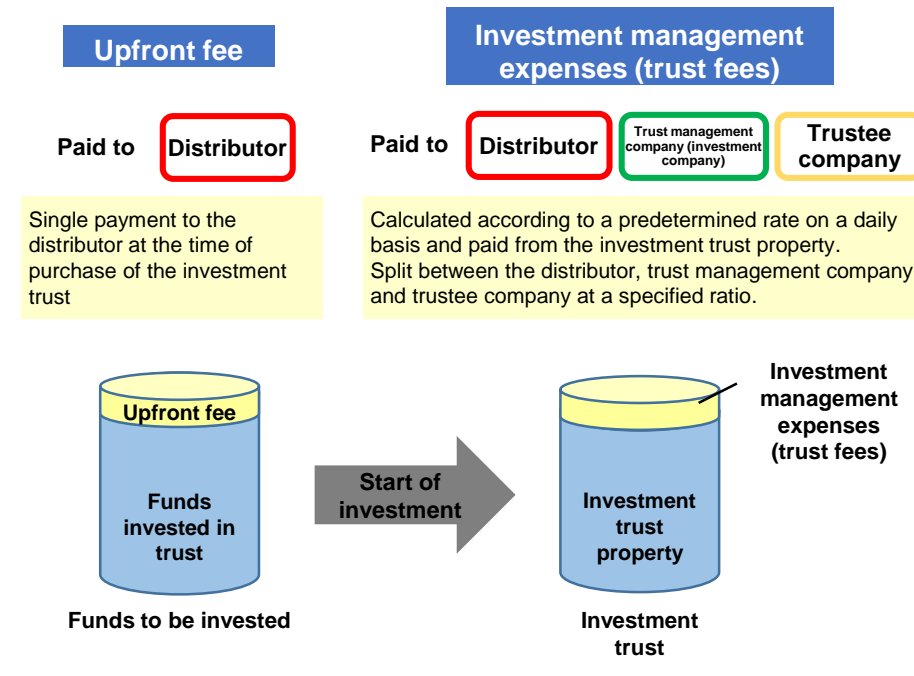 Upfront fee
Investment management
expenses (trust fees)
Paid to
Distributor
Paid to
Distributor
Trust management
company (investment
company)
Trustee
company
Single payment to the
distributor at the time of
purchase of the investment
trust
Calculated according to a predetermined rate on a daily
basis and paid from the investment trust property.
Split between the distributor, trust management company
and trustee company at a specified ratio.
Upfront fee
Funds
invested in
trust
Funds to be invested
Start of
investment
Investment
management
expenses
(trust fees)
Investment
trust
property
Investment
trust